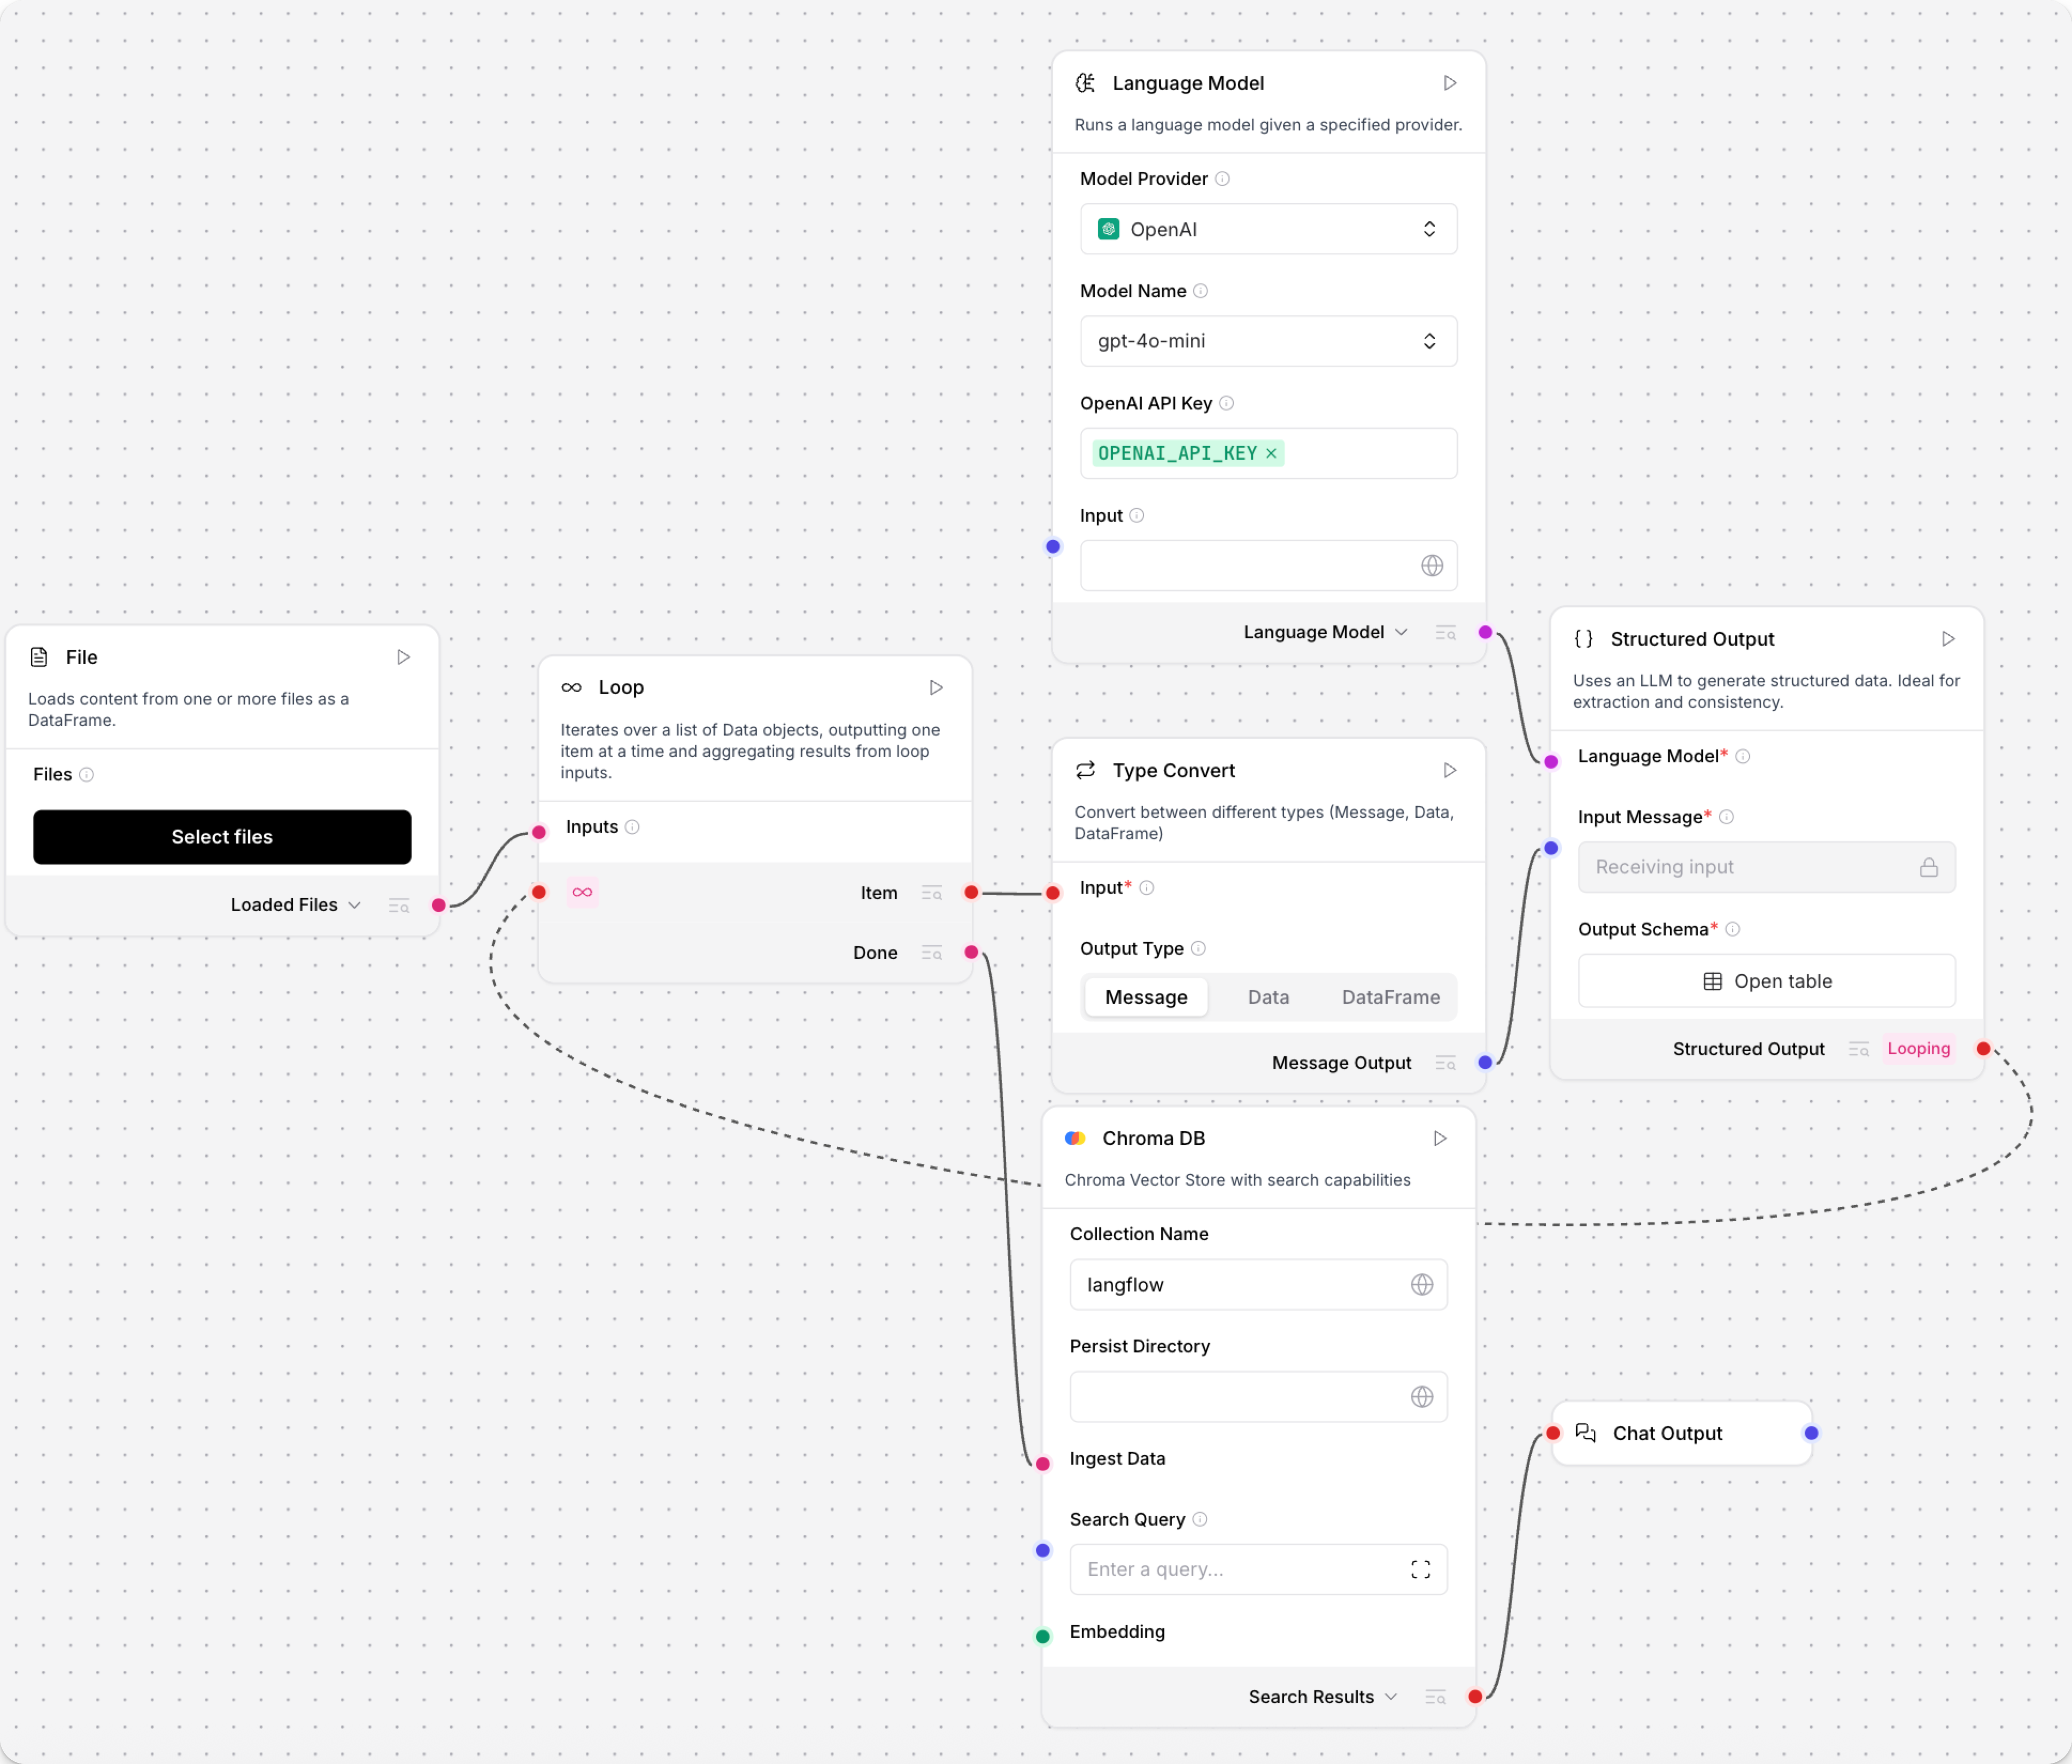 Language Model
Runs a language model given a specified provider.
Model Provider
OpenAI
Model Name
gpt-4o-mini
OpenAI API Key
OPENAI_API_KEY ×
Input
Language Model
File
Loads content from one or more files as a
DataFrame.
Files
Select files
Loaded Files
Loop
Iterates over a list of Data objects, outputting one
item at a time and aggregating results from loop
inputs.
Inputs
Item
Done
Type Convert
Convert between different types (Message, Data,
DataFrame)
Input*
Output Type
Message Data DataFrame
Message Output
Structured Output
Uses an LLM to generate structured data. Ideal for
extraction and consistency.
Language Model*
Input Message*
Receiving input
Output Schema*
Open table
Structured Output Looping
Chroma DB
Chroma Vector Store with search capabilities
Collection Name
langflow
Persist Directory
Ingest Data
Search Query
Enter a query...
Embedding
Search Results
Chat Output